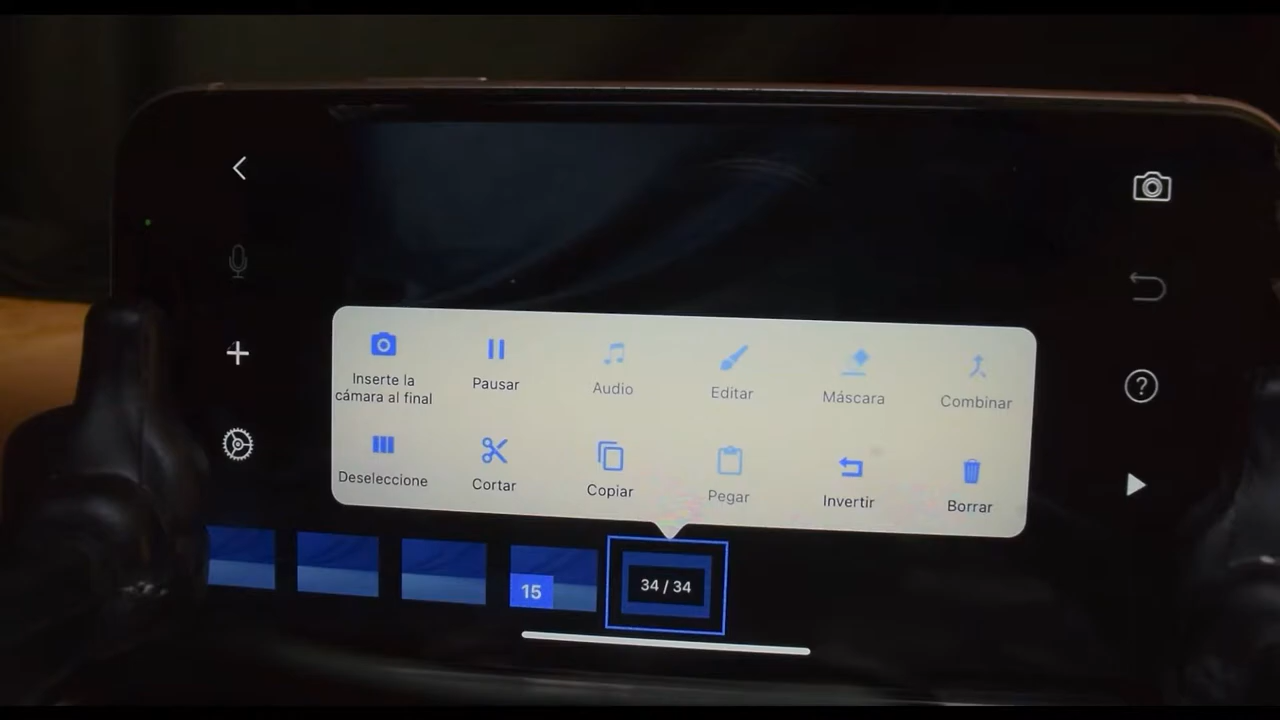 Inserte la
cámara al final
Pausar
Audio
Editar
Máscara
Combinar
Deseleccione
Cortar
Copiar
Pegar
Invertir
Borrar
15
34 / 34